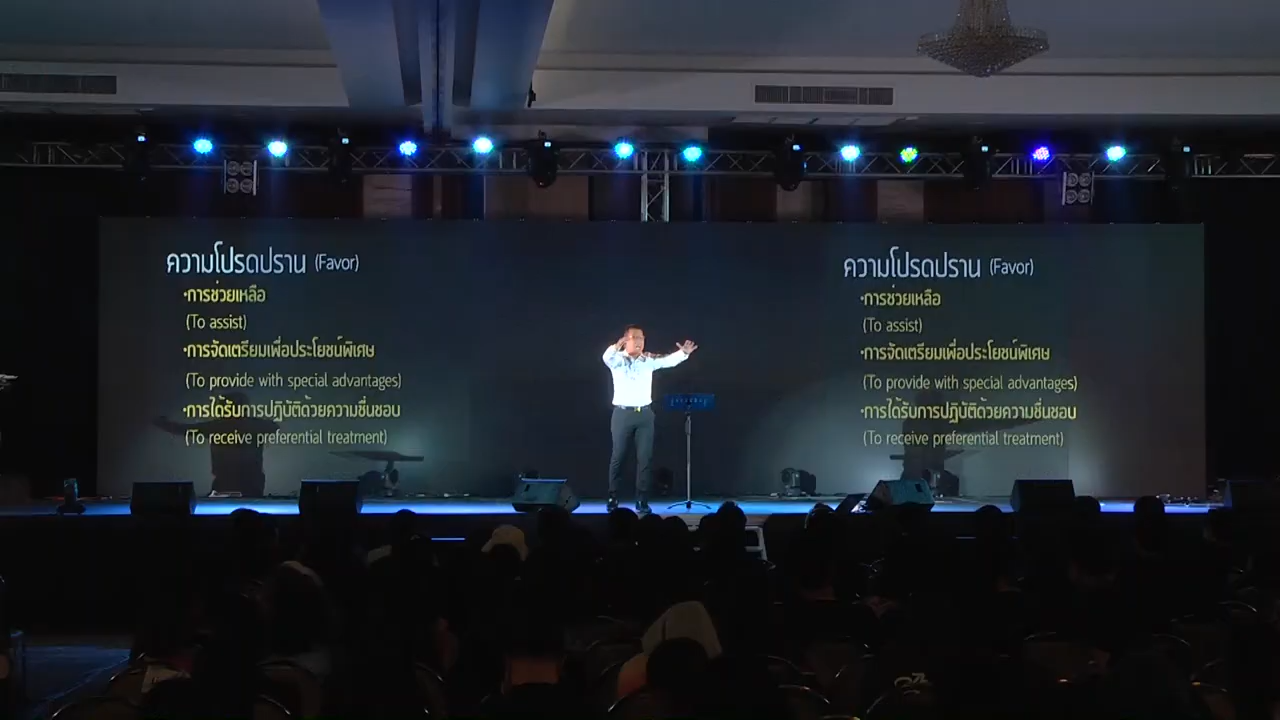 ความโปรดปราน (Favor)
•การช่วยเหลือ
(To assist)
•การจัดเตรียมเพื่อประโยชน์พิเศษ
(To provide with special advantages)
•การได้รับการปฏิบัติด้วยความชื่นชอบ
(To receive preferential treatment)
ความโปรดปราน (Favor)
•การช่วยเหลือ
(To assist)
•การจัดเตรียมเพื่อประโยชน์พิเศษ
(To provide with special advantages)
•การได้รับการปฏิบัติด้วยความชื่นชอบ
(To receive preferential treatment)